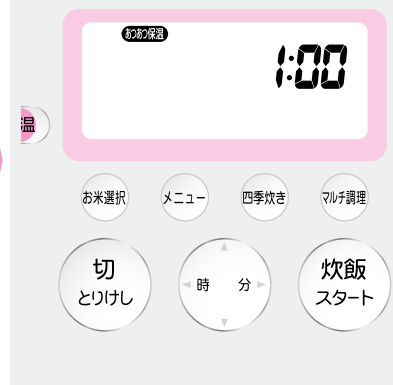 あつあつ保温
1:00
温
お米選択
メニュー
四季炊き
マルチ調理
切
とりけし
時 分
炊飯
スタート